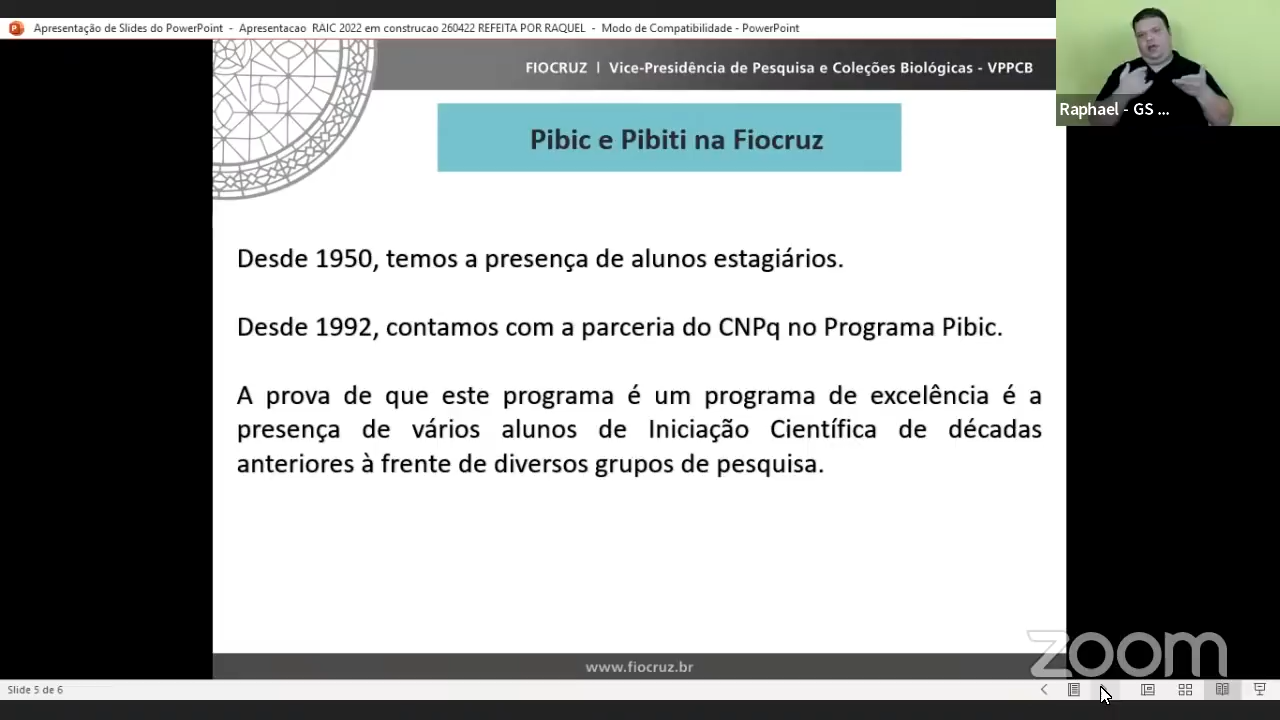 Apresentação de Slides do PowerPoint - Apresentacao RAIC 2022 em construcao 260422 REFEITA POR RAQUEL - Modo de Compatibilidade - PowerPoint
FIOCRUZ | Vice-Presidência de Pesquisa e Coleções Biológicas - VPPCB
Raphael - GS ...
Pibic e Pibiti na Fiocruz
Desde 1950, temos a presença de alunos estagiários.
Desde 1992, contamos com a parceria do CNPq no Programa Pibic.
A prova de que este programa é um programa de excelência é a
presença de vários alunos de Iniciação Científica de décadas
anteriores à frente de diversos grupos de pesquisa.
zoom
www.fiocruz.br
Slide 5 de 6